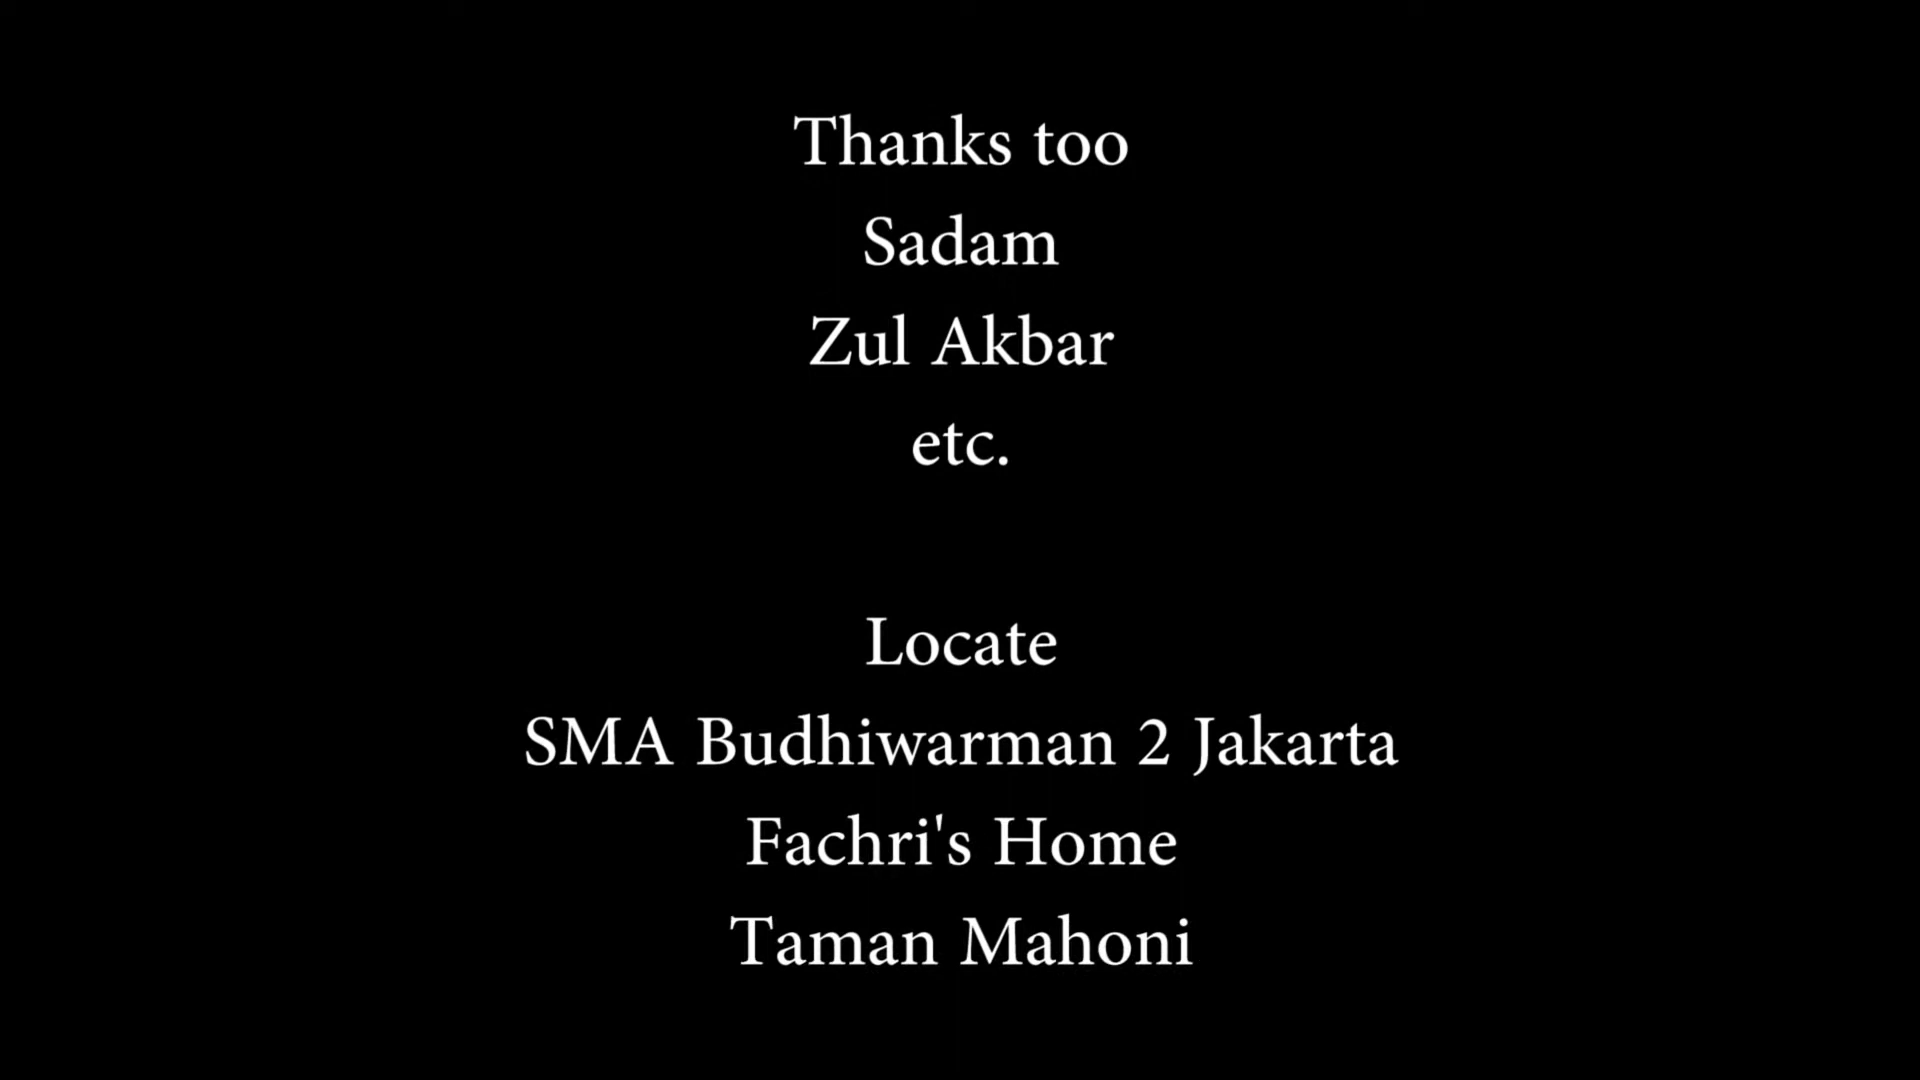 Thanks too
Sadam
Zul Akbar
etc.
Locate
SMA Budhiwarman 2 Jakarta
Fachri's Home
Taman Mahoni